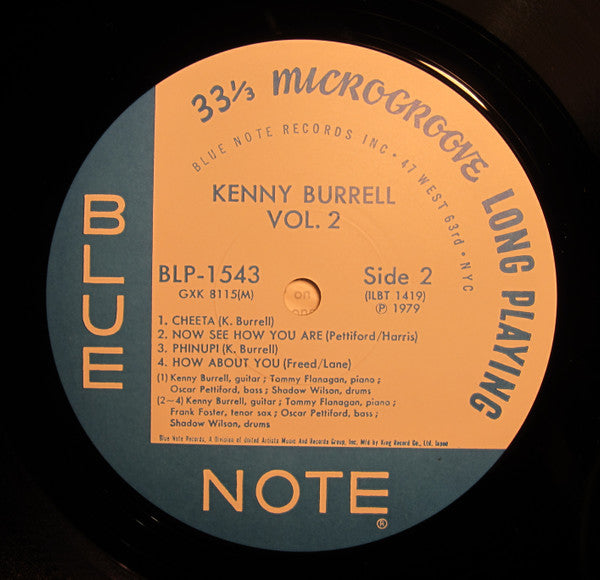 33⅓ MICROGROOVE LONG PLAYING
BLUE NOTE RECORDS INC • 47 WEST 63rd • NYC
KENNY BURRELL
VOL. 2
BLP-1543
GXK 8115(M)
Side 2
(ILBT 1419)
Ⓟ 1979
on
1. CHEETA (K. Burrell)
2. NOW SEE HOW YOU ARE (Pettiford/Harris)
3. PHINUPI (K. Burrell)
4. HOW ABOUT YOU (Freed/Lane)
(1) Kenny Burrell, guitar ; Tommy Flanagan, piano ;
Oscar Pettiford, bass ; Shadow Wilson, drums
(2~4) Kenny Burrell, guitar ; Tommy Flanagan, piano ;
Frank Foster, tenor sax ; Oscar Pettiford, bass ;
Shadow Wilson, drums
Blue Note Records, A Division of United Artists Music And Records Group, Inc. Mfd by King Record Co., Ltd. Japan
BLUE
NOTE®